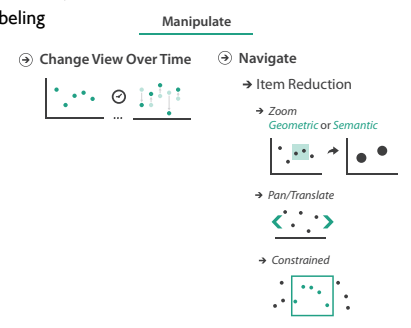 beling
Manipulate
Change View Over Time
...
Navigate
Item Reduction
Zoom
Geometric or Semantic
Pan/Translate
Constrained